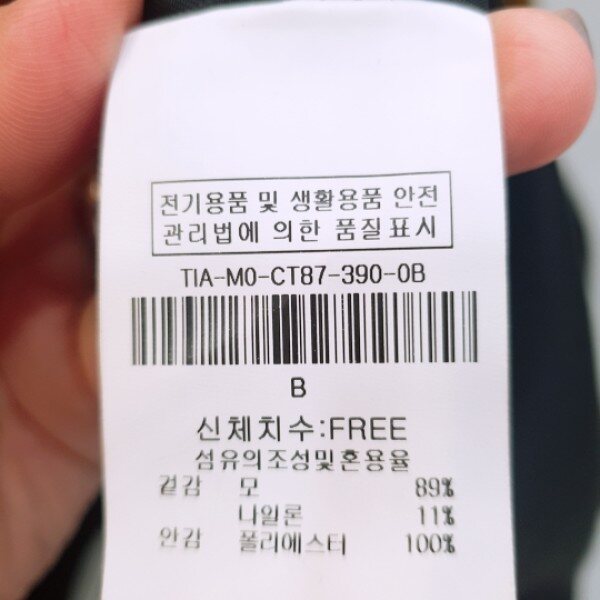 전기용품 및 생활용품 안전
관리법에 의한 품질표시
TIA-M0-CT87-390-0B
B
신체치수:FREE
섬유의조성및혼용율
겉감 모 89%
나일론 11%
안감 폴리에스터 100%